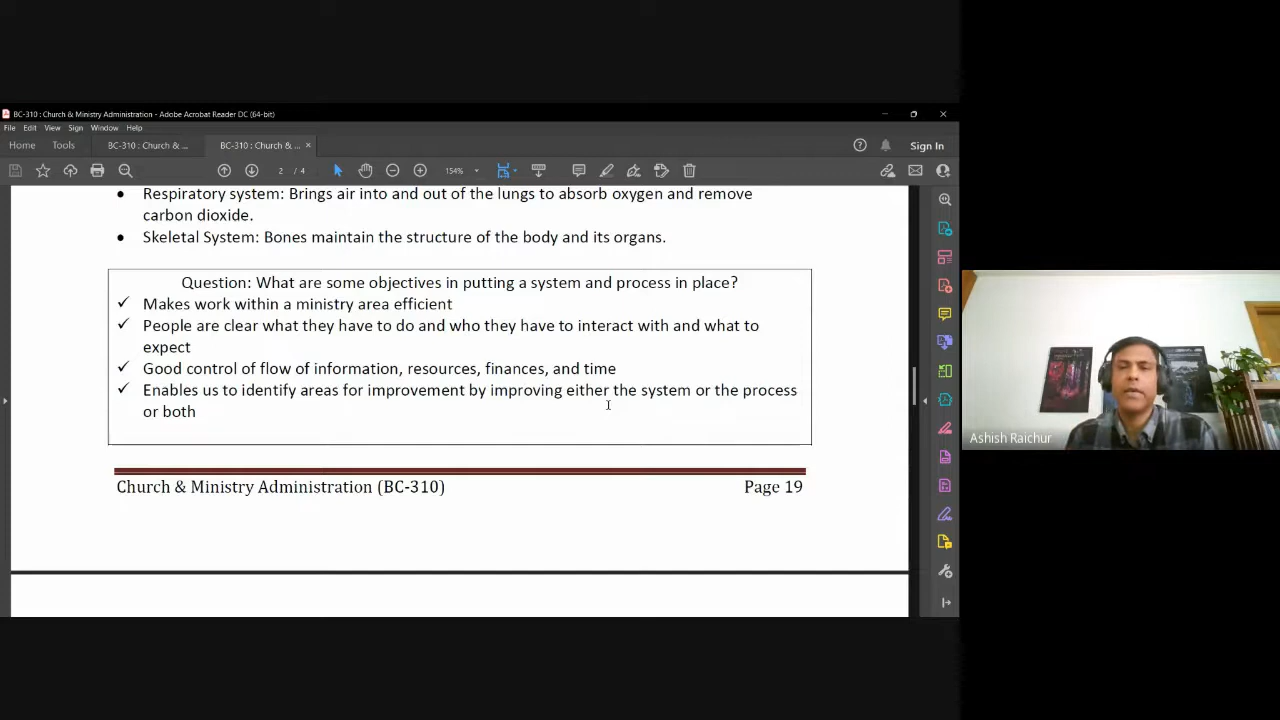 BC-310 : Church & Ministry Administration - Adobe Acrobat Reader DC (64-bit)
File Edit View Sign Window Help
Home Tools BC-310 : Church & ... BC-310 : Church & ... × Sign In
2 / 4 154%
• Respiratory system: Brings air into and out of the lungs to absorb oxygen and remove
carbon dioxide.
• Skeletal System: Bones maintain the structure of the body and its organs.
Question: What are some objectives in putting a system and process in place?
✓ Makes work within a ministry area efficient
✓ People are clear what they have to do and who they have to interact with and what to
expect
✓ Good control of flow of information, resources, finances, and time
✓ Enables us to identify areas for improvement by improving either the system or the process
or both
Church & Ministry Administration (BC-310) Page 19
Ashish Raichur